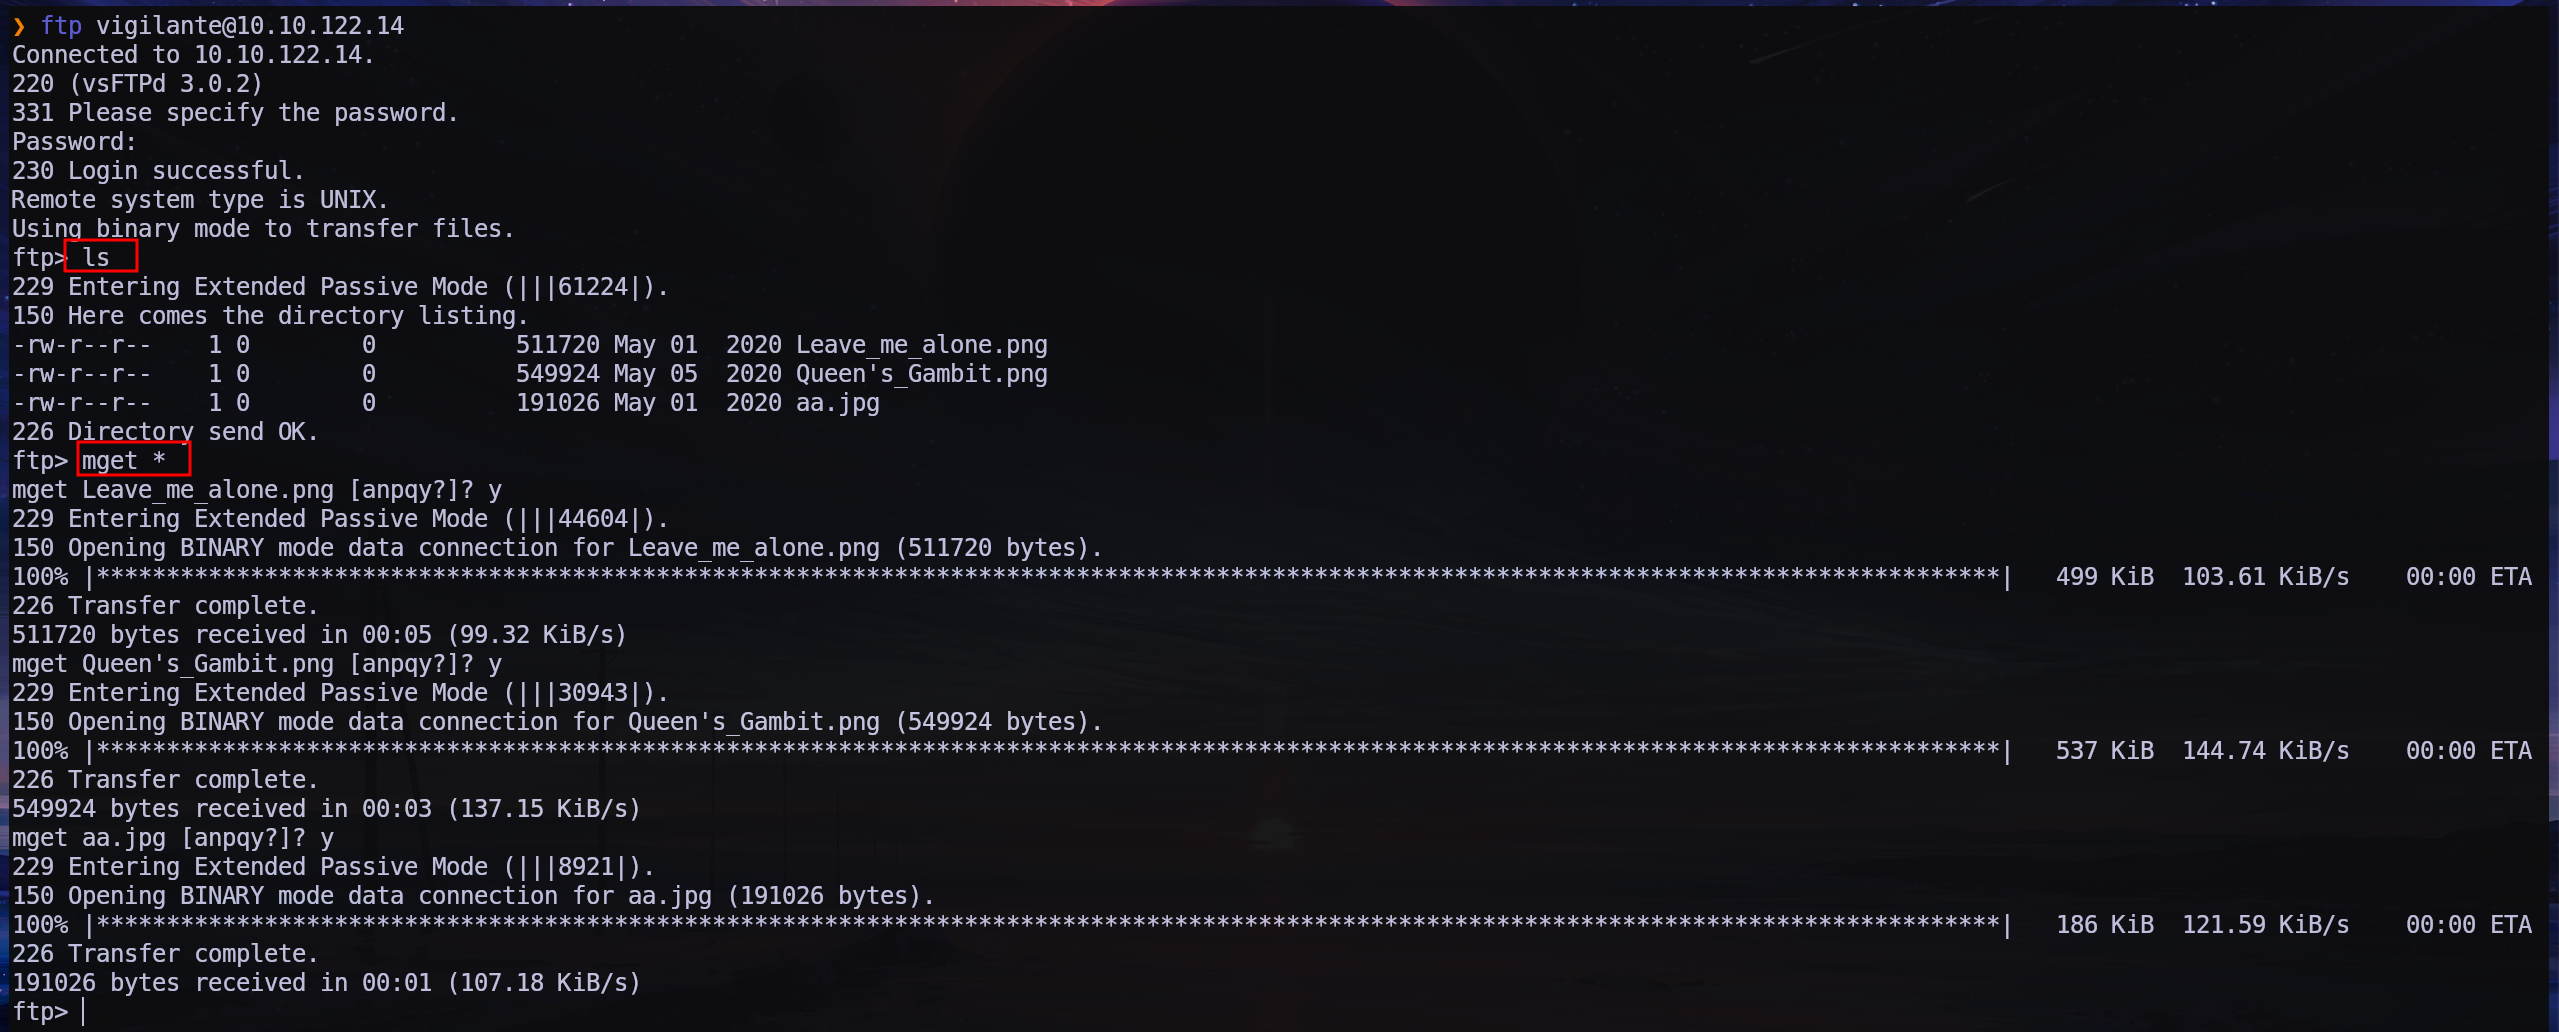 ❯ ftp vigilante@10.10.122.14
Connected to 10.10.122.14.
220 (vsFTPd 3.0.2)
331 Please specify the password.
Password:
230 Login successful.
Remote system type is UNIX.
Using binary mode to transfer files.
ftp> ls
229 Entering Extended Passive Mode (|||61224|).
150 Here comes the directory listing.
-rw-r--r--    1 0        0          511720 May 01  2020 Leave_me_alone.png
-rw-r--r--    1 0        0          549924 May 05  2020 Queen's_Gambit.png
-rw-r--r--    1 0        0          191026 May 01  2020 aa.jpg
226 Directory send OK.
ftp> mget *
mget Leave_me_alone.png [anpqy?]? y
229 Entering Extended Passive Mode (|||44604|).
150 Opening BINARY mode data connection for Leave_me_alone.png (511720 bytes).
100% |****************************************************************************************************************************************|   499 KiB  103.61 KiB/s    00:00 ETA
226 Transfer complete.
511720 bytes received in 00:05 (99.32 KiB/s)
mget Queen's_Gambit.png [anpqy?]? y
229 Entering Extended Passive Mode (|||30943|).
150 Opening BINARY mode data connection for Queen's_Gambit.png (549924 bytes).
100% |****************************************************************************************************************************************|   537 KiB  144.74 KiB/s    00:00 ETA
226 Transfer complete.
549924 bytes received in 00:03 (137.15 KiB/s)
mget aa.jpg [anpqy?]? y
229 Entering Extended Passive Mode (|||8921|).
150 Opening BINARY mode data connection for aa.jpg (191026 bytes).
100% |****************************************************************************************************************************************|   186 KiB  121.59 KiB/s    00:00 ETA
226 Transfer complete.
191026 bytes received in 00:01 (107.18 KiB/s)
ftp>